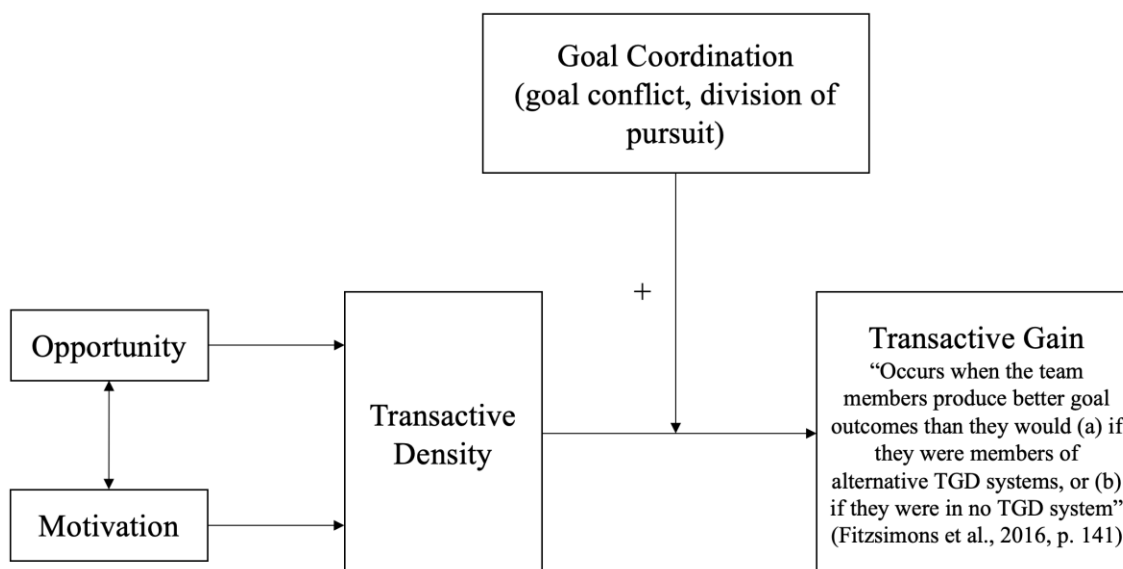 Goal Coordination
(goal conflict, division of
pursuit)
+
Opportunity
Motivation
Transactive
Density
Transactive Gain
“Occurs when the team
members produce better goal
outcomes than they would (a) if
they were members of
alternative TGD systems, or (b)
if they were in no TGD system”
(Fitzsimons et al., 2016, p. 141)